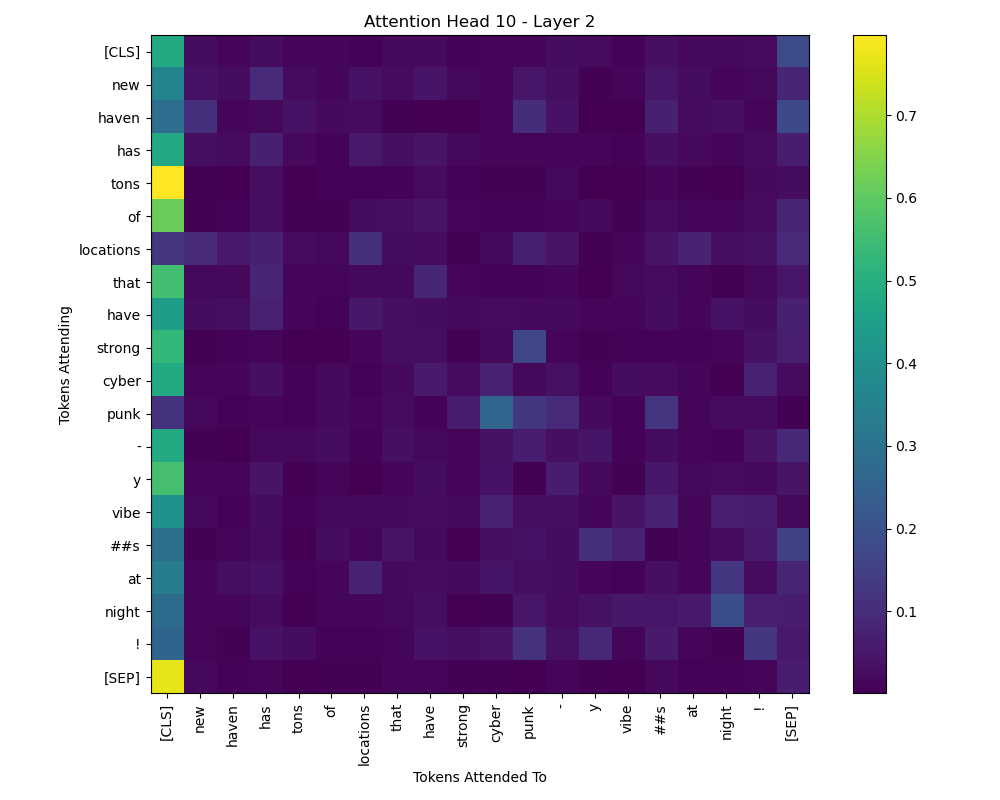 Attention Head 10 - Layer 2
[CLS]
new
haven
has
tons
of
locations
that
have
strong
cyber
punk
-
y
vibe
##s
at
night
!
[SEP]
Tokens Attending
[CLS]
new
haven
has
tons
of
locations
that
have
strong
cyber
punk
-
y
vibe
##s
at
night
!
[SEP]
Tokens Attended To
0.7
0.6
0.5
0.4
0.3
0.2
0.1